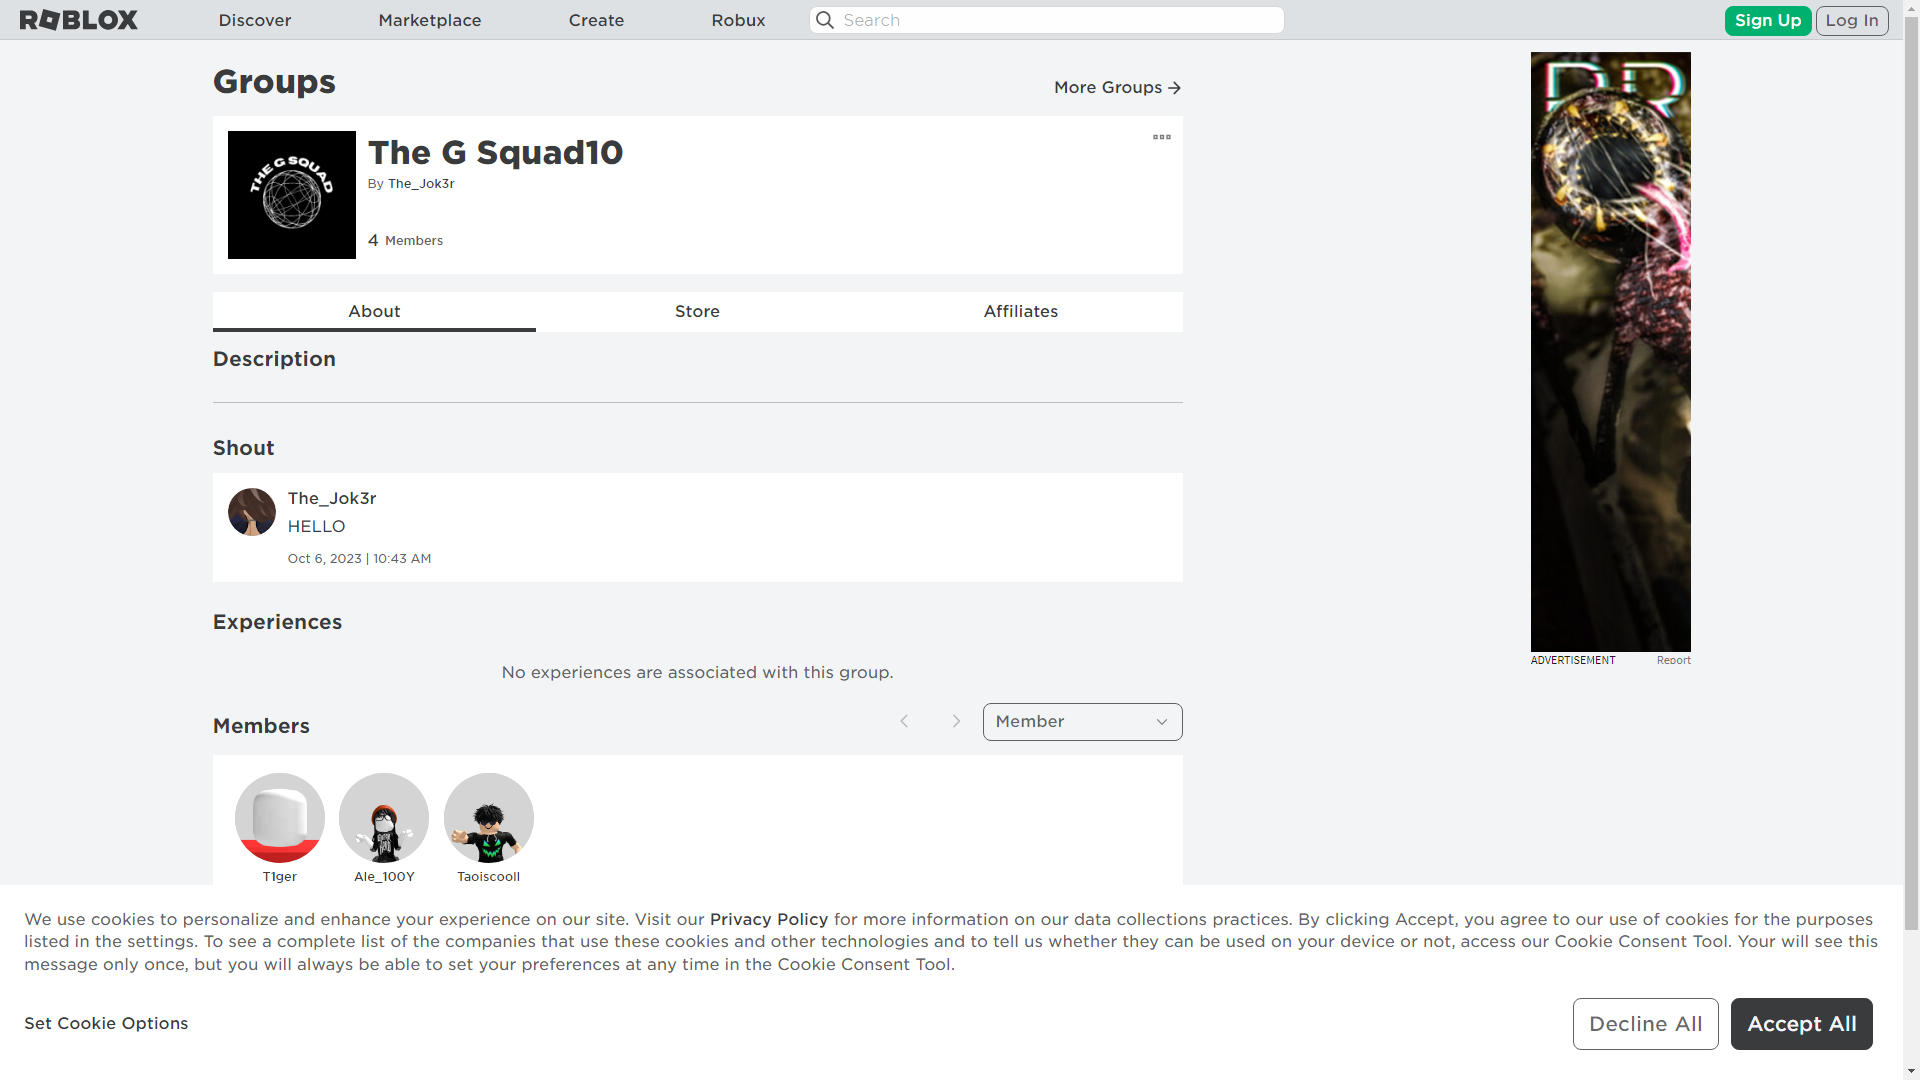 ROBLOX
Discover
Marketplace
Create
Robux
Search
Sign Up
Log In
Groups
More Groups
THE G SQUAD
The G Squad10
By The_Jok3r
4 Members
About
Store
Affiliates
Description
Shout
The_Jok3r
HELLO
Oct 6, 2023 | 10:43 AM
Experiences
No experiences are associated with this group.
Members
Member
T1ger
Ale_100Y
Taoiscooll
DR
ADVERTISEMENT
Report
We use cookies to personalize and enhance your experience on our site. Visit our Privacy Policy for more information on our data collections practices. By clicking Accept, you agree to our use of cookies for the purposes
listed in the settings. To see a complete list of the companies that use these cookies and other technologies and to tell us whether they can be used on your device or not, access our Cookie Consent Tool. Your will see this
message only once, but you will always be able to set your preferences at any time in the Cookie Consent Tool.
Set Cookie Options
Decline All
Accept All